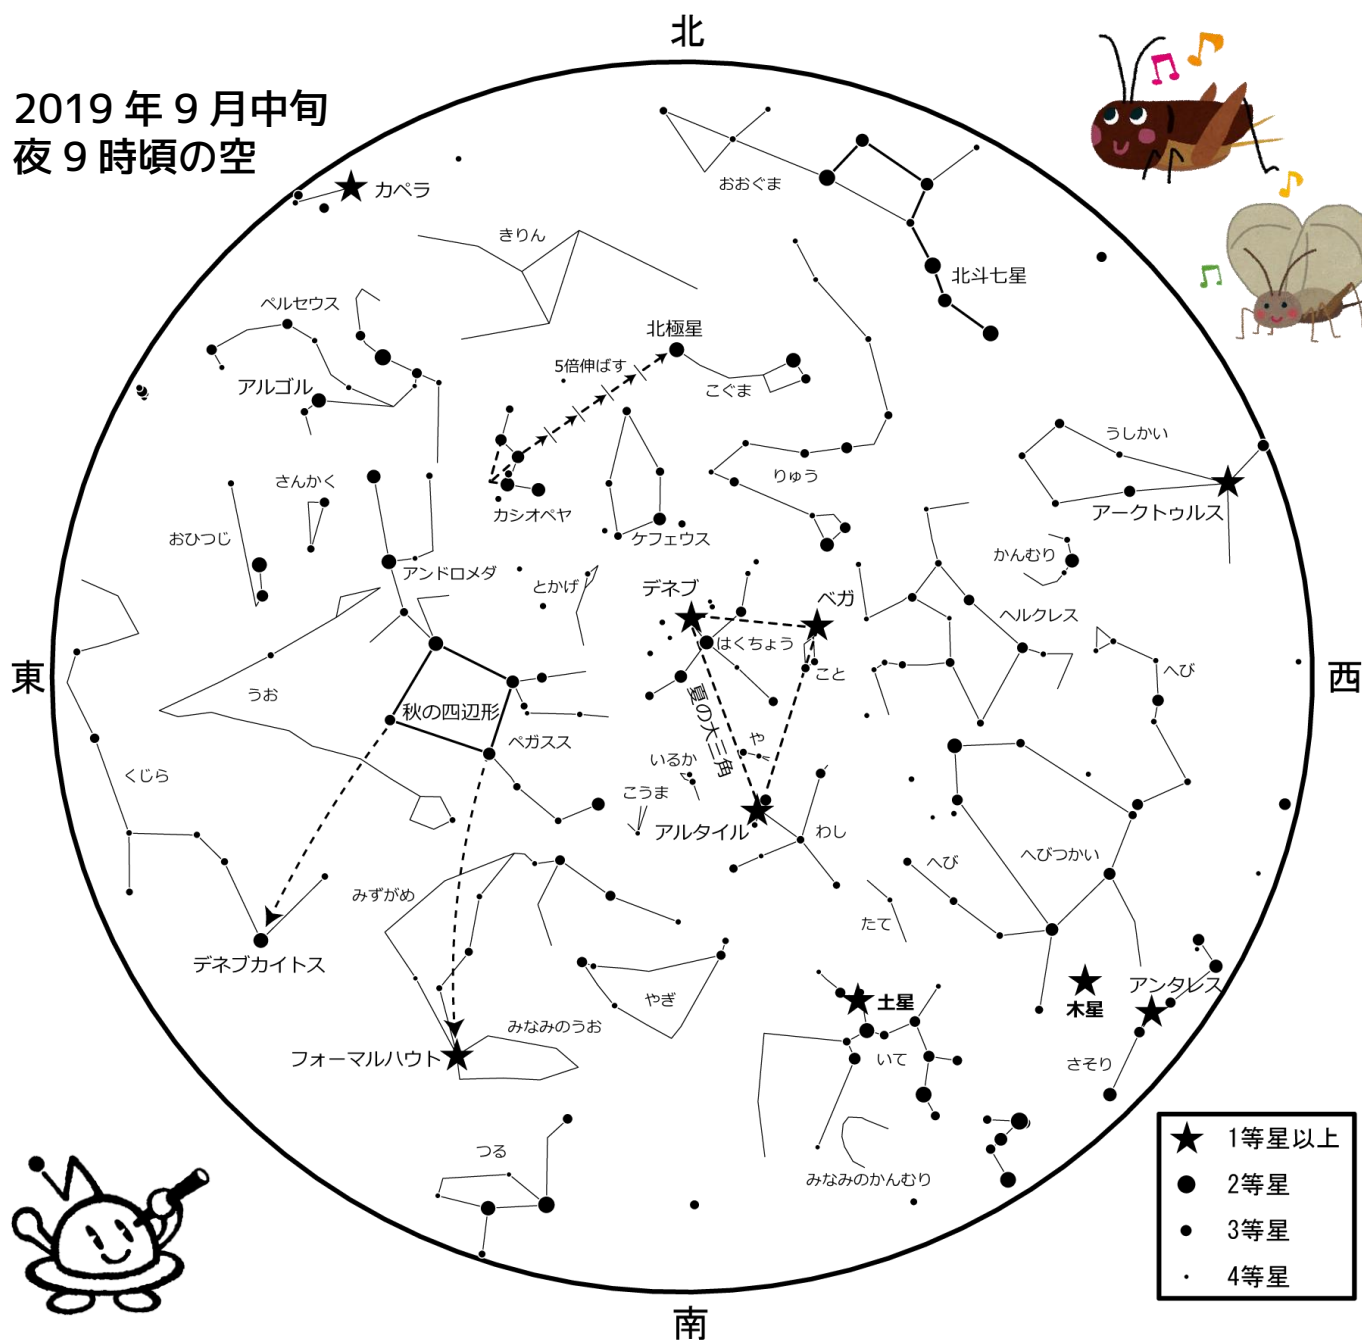 北
2019 年 9 月中旬
夜 9 時頃の空
カペラ
おおぐま
きりん
北斗七星
ペルセウス
北極星
5倍伸ばす
アルゴル
こぐま
うしかい
さんかく
りゅう
カシオペヤ
アークトゥルス
おひつじ
ケフェウス
かんむり
アンドロメダ
とかげ
デネブ
ベガ
ヘルクレス
はくちょう
こと
へび
東
西
うお
秋の四辺形
夏の大三角
ペガスス
や
いるか
くじら
こうま
アルタイル
わし
へび
へびつかい
みずがめ
たて
デネブカイトス
やぎ
土星
木星
アンタレス
みなみのうお
フォーマルハウト
いて
さそり
つる
みなみのかんむり
1等星以上
2等星
3等星
4等星
南